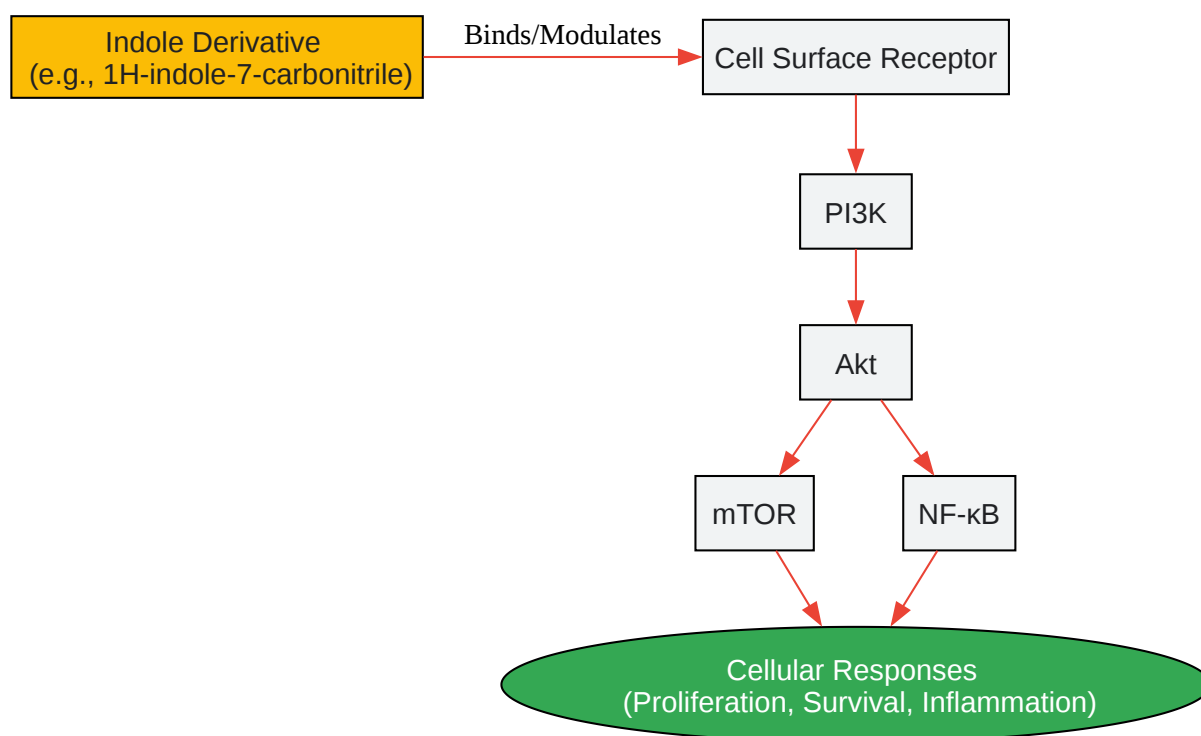 Indole Derivative
(e.g., 1H-indole-7-carbonitrile)
Binds/Modulates
Cell Surface Receptor
PI3K
Akt
mTOR
NF-κB
Cellular Responses
(Proliferation, Survival, Inflammation)